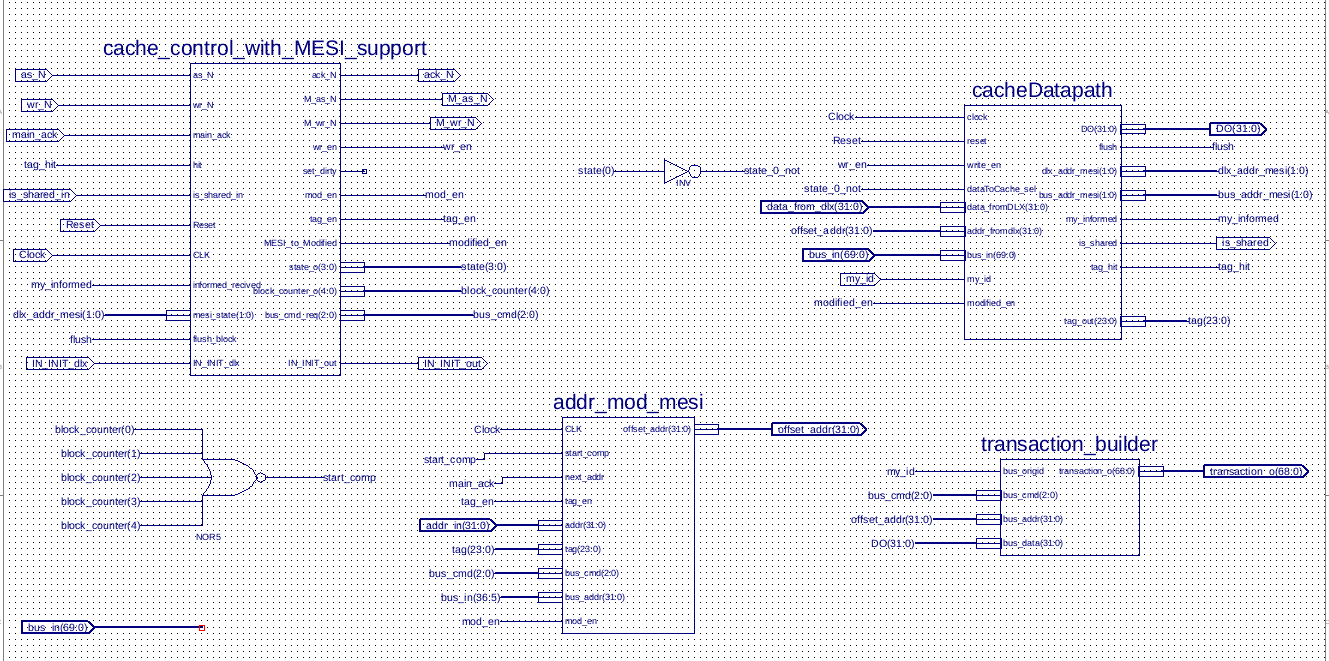 cache_control_with_MESI_support
as_N
as_N
ack_N
ack_N
wr_N
wr_N
M_as_N
M_as_N
main_ack
main_ack
M_wr_N
M_wr_N
tag_hit
hit
wr_en
wr_en
set_dirty
is_shared_in
is_shared_in
mod_en
mod_en
Reset
Reset
tag_en
tag_en
MESI_to_Modified
modified_en
Clock
CLK
state_o(3:0)
state(3:0)
my_informed
informed_recived
block_counter_o(4:0)
block_counter(4:0)
dlx_addr_mesi(1:0)
mesi_state(1:0)
bus_cmd_req(2:0)
bus_cmd(2:0)
flush
flush_block
IN_INIT_dlx
IN_INIT_dlx
IN_INIT_out
IN_INIT_out
state(0)
INV
state_0_not
cacheDatapath
Clock
clock
DO(31:0)
DO(31:0)
Reset
reset
flush
flush
wr_en
write_en
dlx_addr_mesi(1:0)
dlx_addr_mesi(1:0)
state_0_not
dataToCache_sel
bus_addr_mesi(1:0)
bus_addr_mesi(1:0)
data_from_dlx(31:0)
data_fromDLX(31:0)
my_informed
my_informed
offset_addr(31:0)
addr_fromdlx(31:0)
is_shared
is_shared
bus_in(69:0)
bus_in(69:0)
tag_hit
tag_hit
my_id
my_id
modified_en
modified_en
tag_out(23:0)
tag(23:0)
block_counter(0)
block_counter(1)
block_counter(2)
block_counter(3)
block_counter(4)
NOR5
start_comp
bus_in(69:0)
addr_mod_mesi
Clock
CLK
offset_addr(31:0)
offset_addr(31:0)
start_comp
start_comp
main_ack
next_addr
tag_en
tag_en
addr_in(31:0)
addr(31:0)
tag(23:0)
tag(23:0)
bus_cmd(2:0)
bus_cmd(2:0)
bus_in(36:5)
bus_addr(31:0)
mod_en
mod_en
transaction_builder
my_id
bus_origid
transaction_o(68:0)
transaction_o(68:0)
bus_cmd(2:0)
bus_cmd(2:0)
offset_addr(31:0)
bus_addr(31:0)
DO(31:0)
bus_data(31:0)